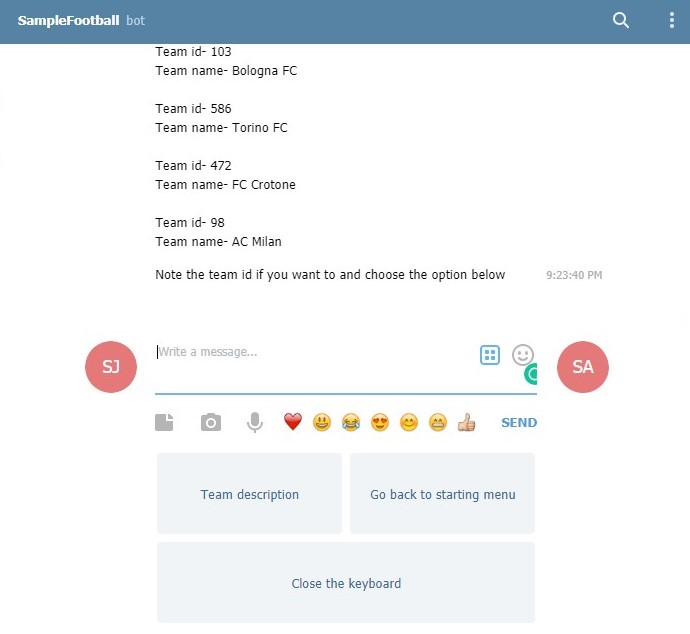 SampleFootball bot
Team id- 103
Team name- Bologna FC
Team id- 586
Team name- Torino FC
Team id- 472
Team name- FC Crotone
Team id- 98
Team name- AC Milan
Note the team id if you want to and choose the option below 9:23:40 PM
Write a message...
SJ
SA
SEND
Team description
Go back to starting menu
Close the keyboard